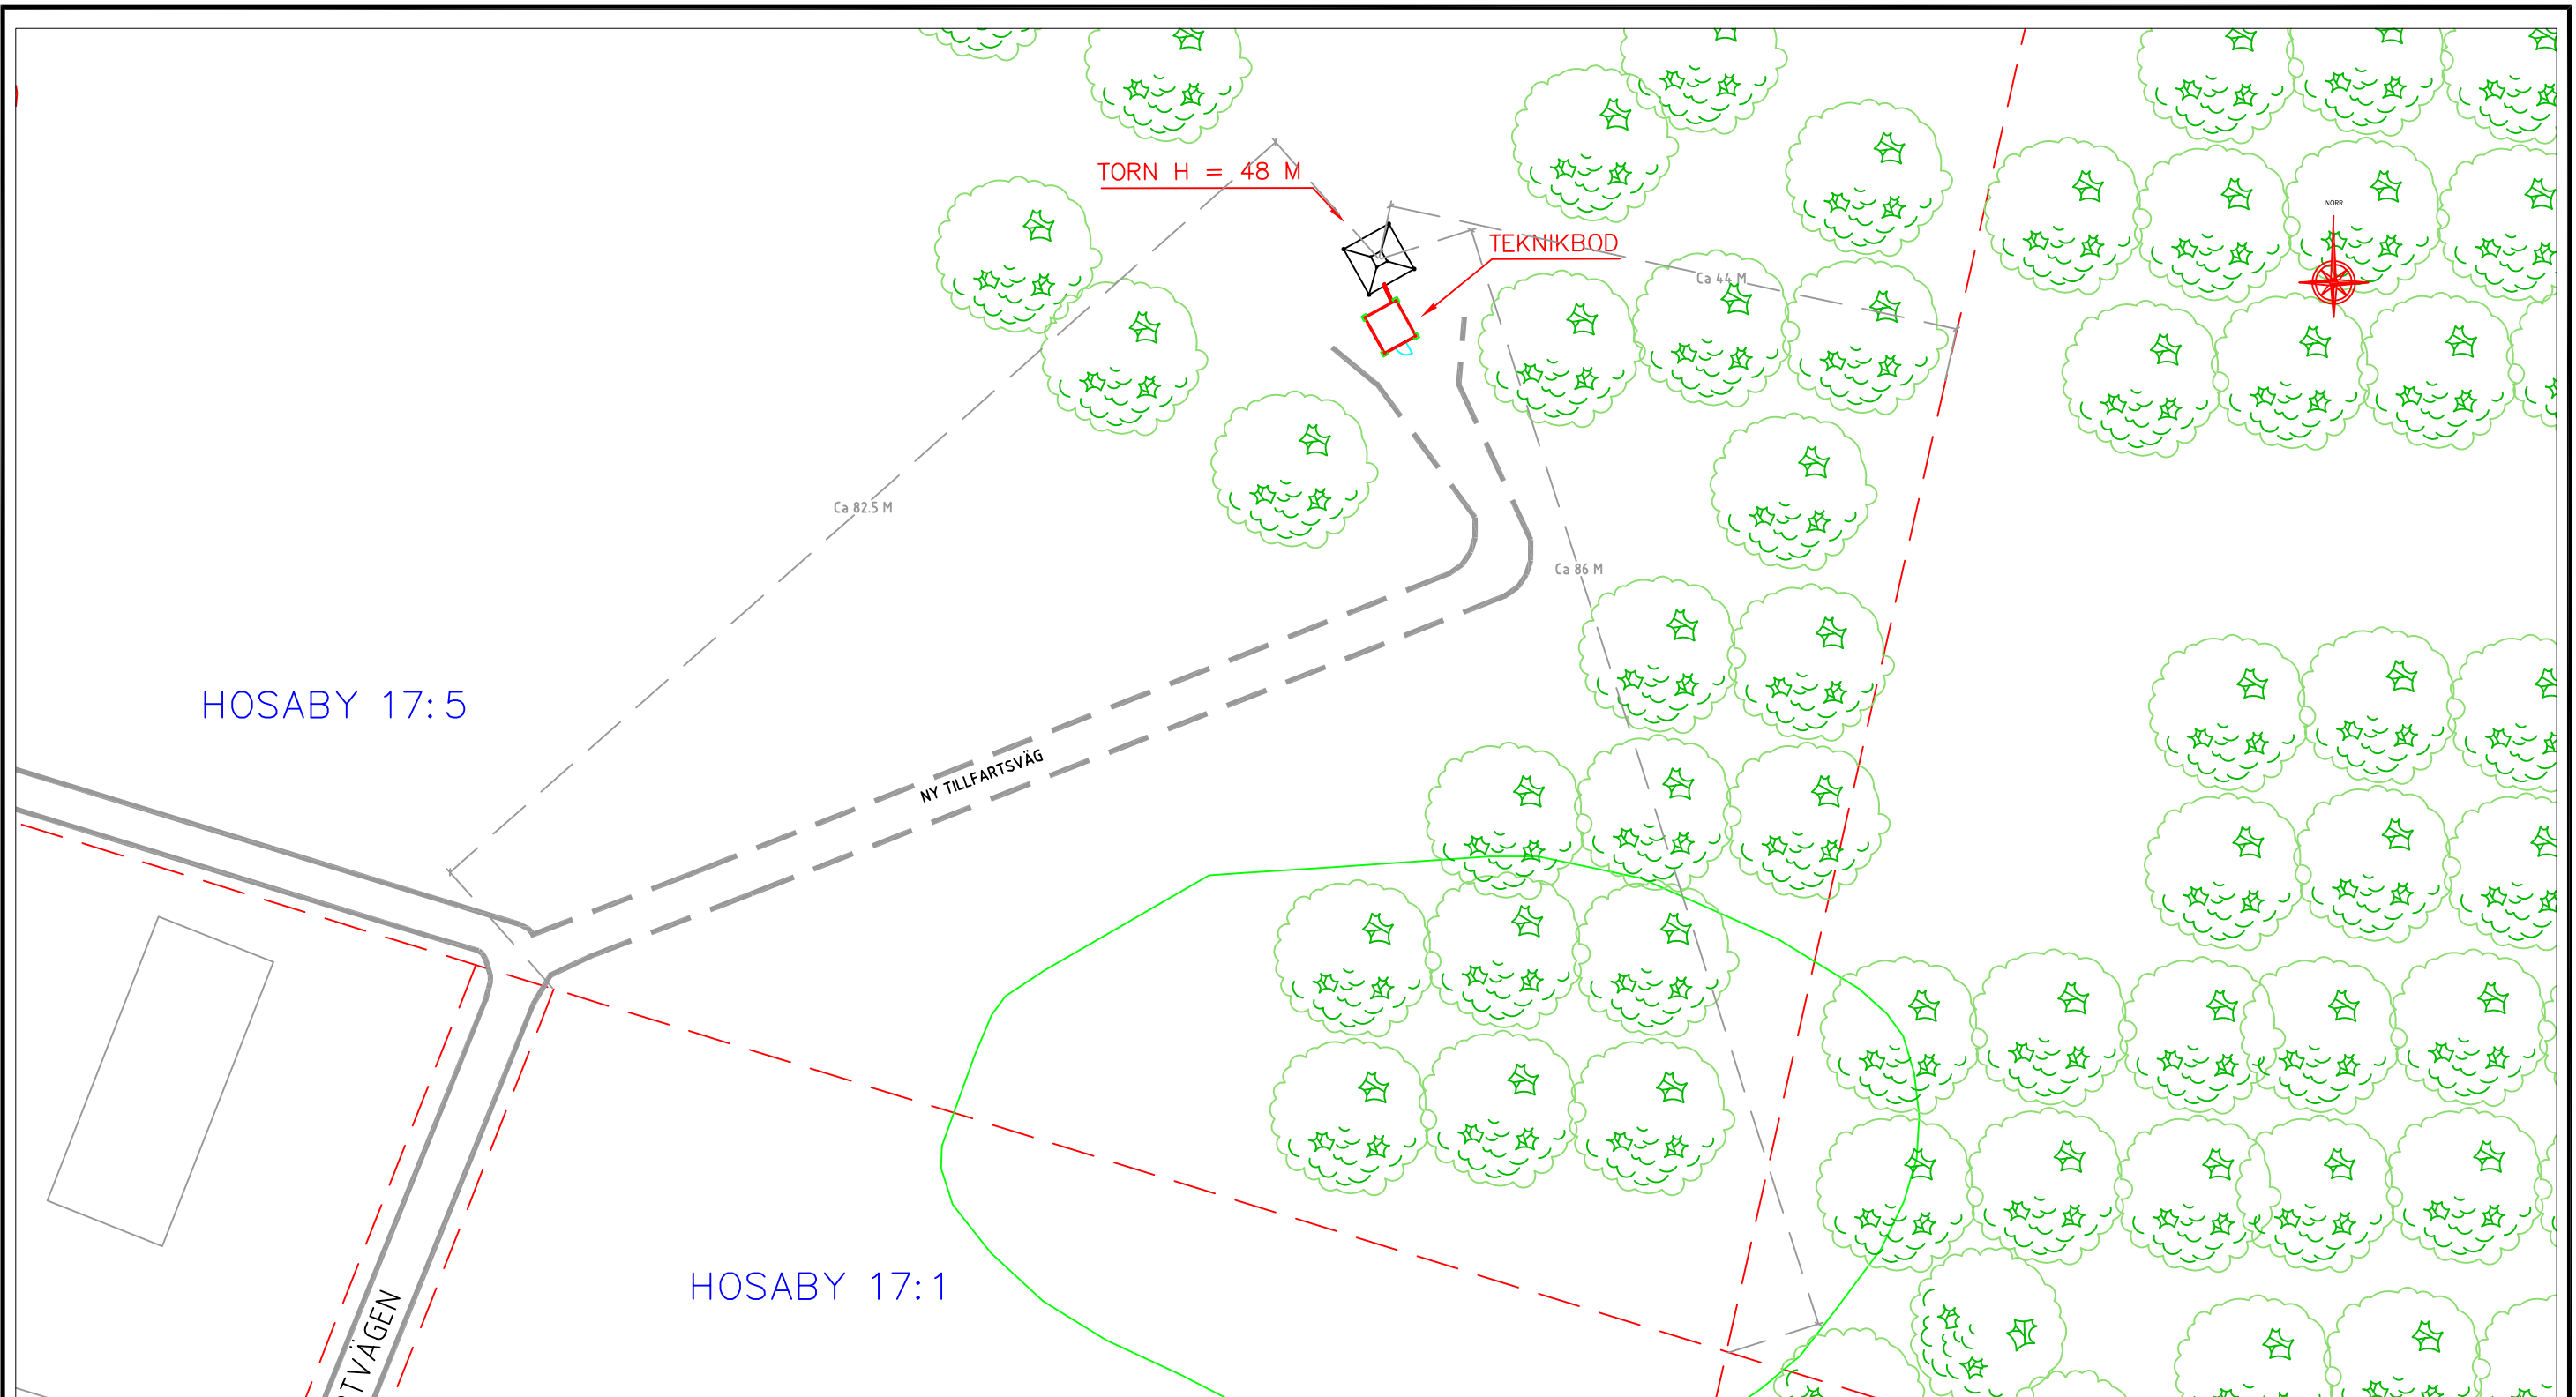 TORN H = 48 M
NORR
TEKNIKBOD
Ca 44 M
Ca 82.5 M
Ca 86 M
HOSABY 17:5
NY TILLFARTSVÄG
HOSABY 17:1